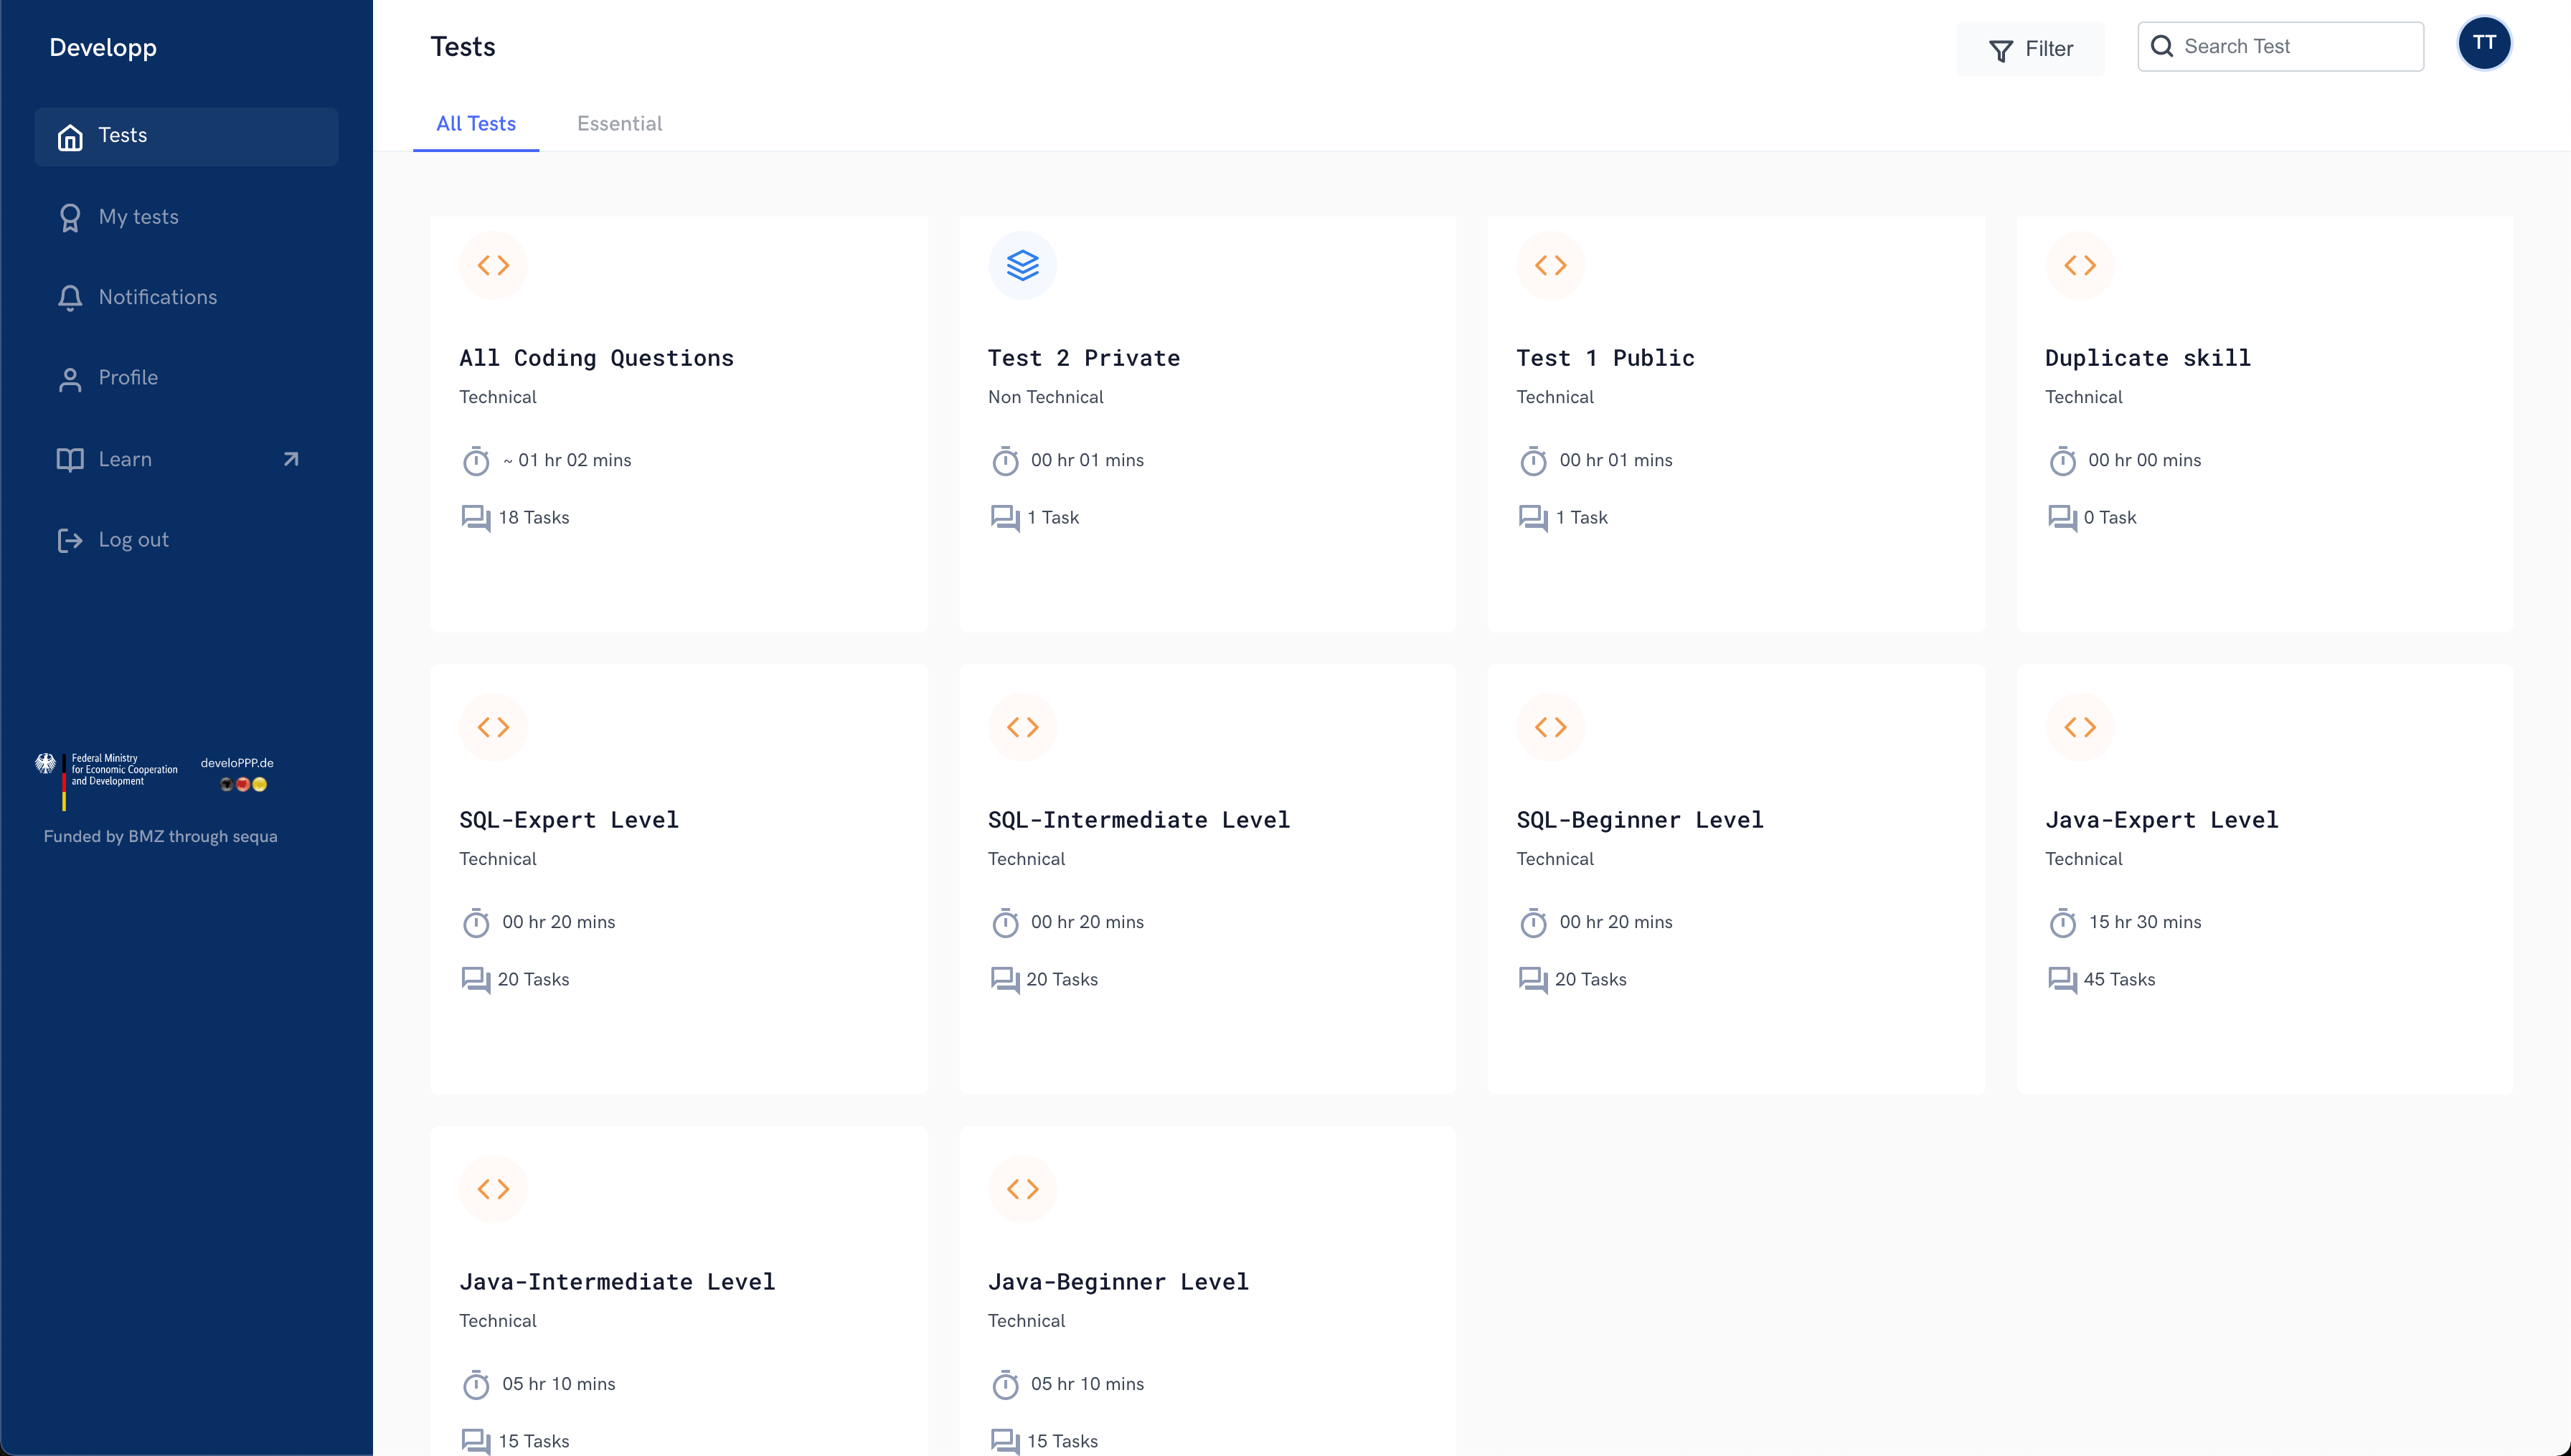 Developp
Tests
My tests
Notifications
Profile
Learn
Log out
Federal Ministry
for Economic Cooperation
and Development
develoPPP.de
Funded by BMZ through sequa
Tests
Filter
Search Test
TT
All Tests
Essential
All Coding Questions
Technical
~ 01 hr 02 mins
18 Tasks
Test 2 Private
Non Technical
00 hr 01 mins
1 Task
Test 1 Public
Technical
00 hr 01 mins
1 Task
Duplicate skill
Technical
00 hr 00 mins
0 Task
SQL-Expert Level
Technical
00 hr 20 mins
20 Tasks
SQL-Intermediate Level
Technical
00 hr 20 mins
20 Tasks
SQL-Beginner Level
Technical
00 hr 20 mins
20 Tasks
Java-Expert Level
Technical
15 hr 30 mins
45 Tasks
Java-Intermediate Level
Technical
05 hr 10 mins
15 Tasks
Java-Beginner Level
Technical
05 hr 10 mins
15 Tasks